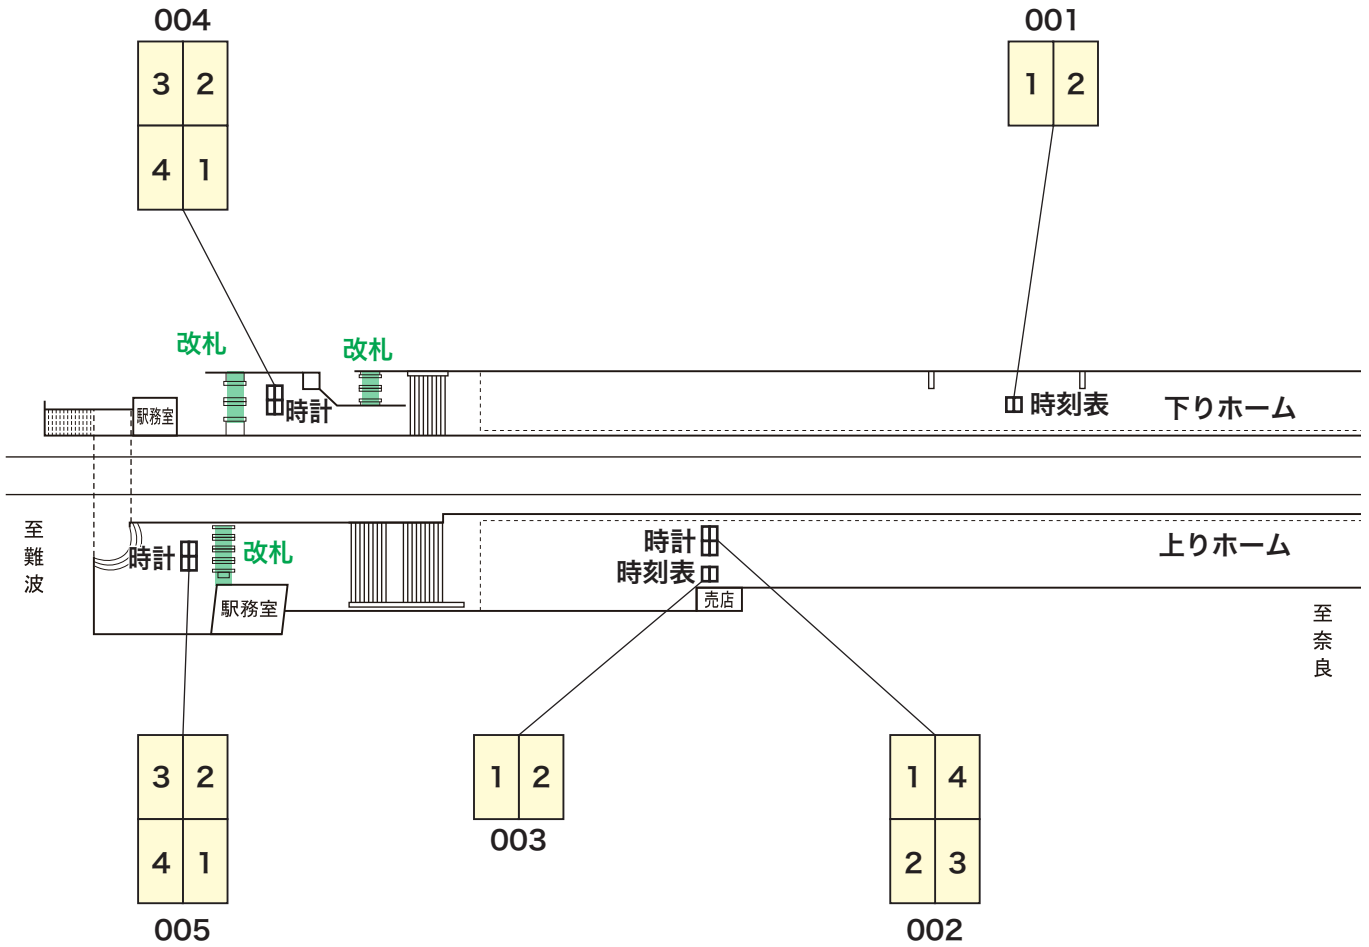 004
001
3 2
4 1
1 2
改札
改札
駅務室
時計
時刻表
下りホーム
至難波
時計
改札
駅務室
時計
時刻表
売店
上りホーム
至奈良
3 2
4 1
005
1 2
003
1 4
2 3
002